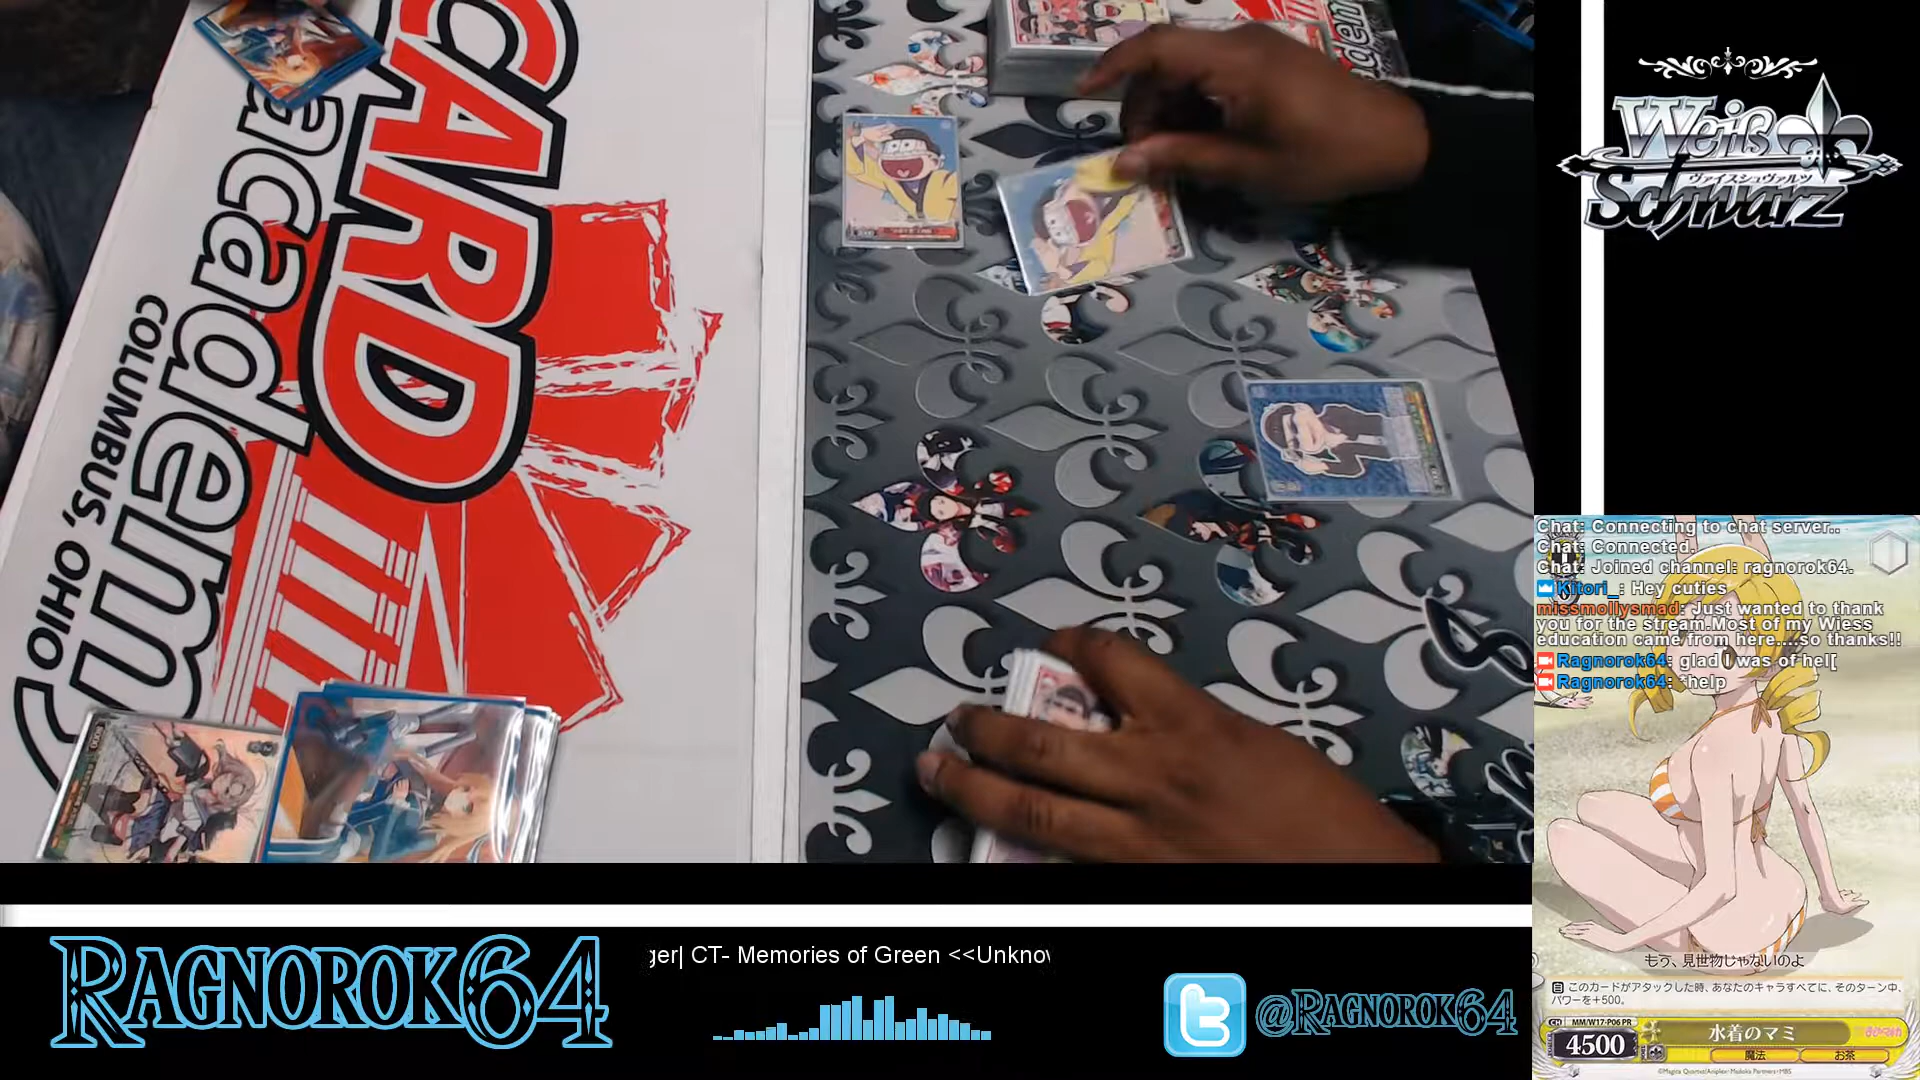 CARD
academ
COLUMBUS, OHIO
Weiß
ヴァイスシュヴァルツ
Schwarz
Chat: Connecting to chat server..
Chat: Connected.
Chat: Joined channel: ragnorok64.
Kitori_: Hey cuties
missmollysmad: Just wanted to thank
you for the stream.Most of my Wiess
education came from here....so thanks!!
Ragnorok64: glad I was of hel[
Ragnorok64: *help
もう、見世物じゃないのよ
このカードがアタックした時、あなたのキャラすべてに、そのターン中、
パワーを+500。
MM/W17-P06 PR
4500
水着のマミ
魔法
お茶
RAGNOROK64
ger| CT- Memories of Green <<Unknov
@RAGNOROK64